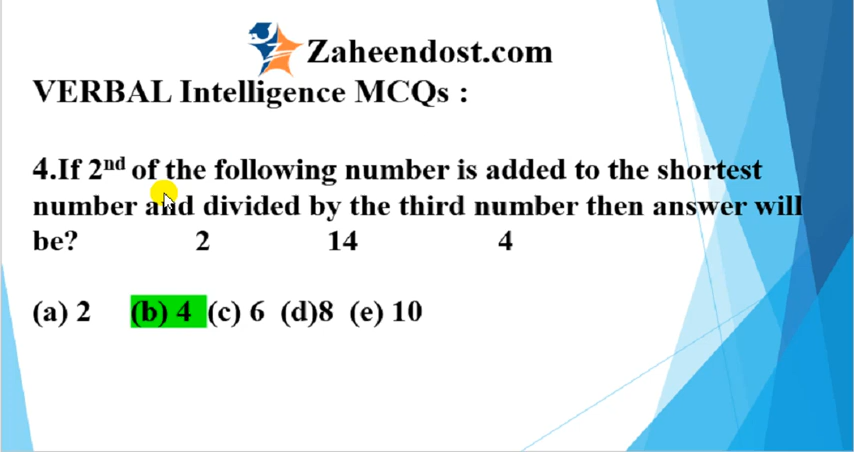 Zaheendost.com
VERBAL Intelligence MCQs :
4.If 2nd of the following number is added to the shortest
number and divided by the third number then answer will
be? 2 14 4
(a) 2 (b) 4 (c) 6 (d)8 (e) 10